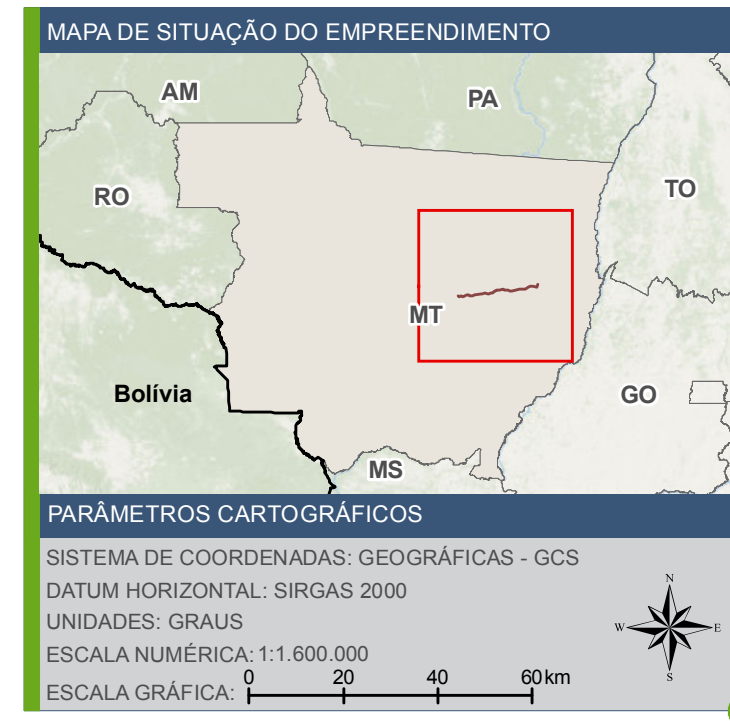 MAPA DE SITUAÇÃO DO EMPREENDIMENTO
AM
PA
RO
TO
MT
Bolívia
GO
MS
PARÂMETROS CARTOGRÁFICOS
SISTEMA DE COORDENADAS: GEOGRÁFICAS - GCS
DATUM HORIZONTAL: SIRGAS 2000
UNIDADES: GRAUS
ESCALA NUMÉRICA: 1:1.600.000
ESCALA GRÁFICA: 0 20 40 60 km
N
W E
S